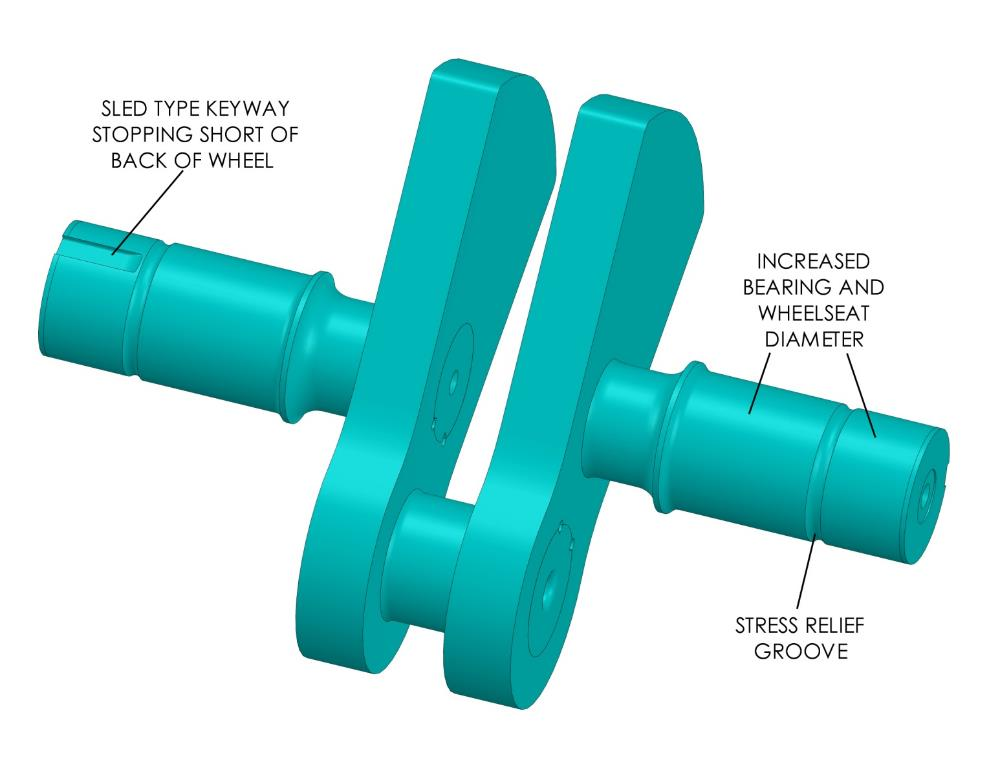 SLED TYPE KEYWAY
STOPPING SHORT OF
BACK OF WHEEL
INCREASED
BEARING AND
WHEELSEAT
DIAMETER
STRESS RELIEF
GROOVE